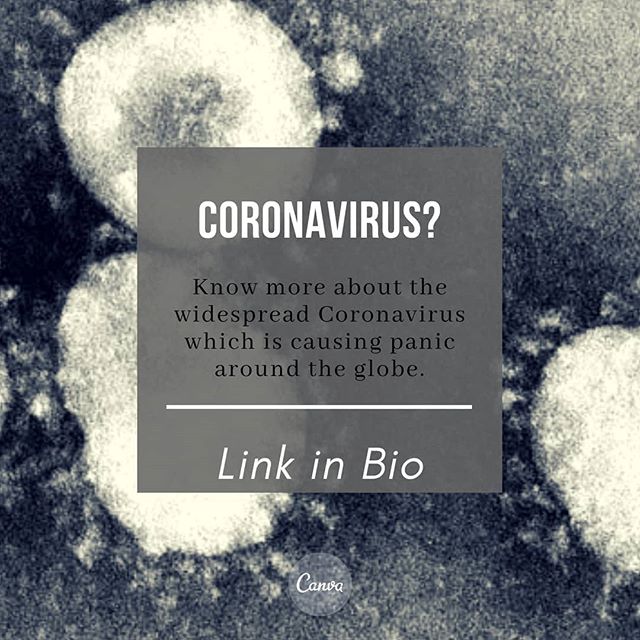 CORONAVIRUS?
Know more about the
widespread Coronavirus
which is causing panic
around the globe.
Link in Bio
Canva